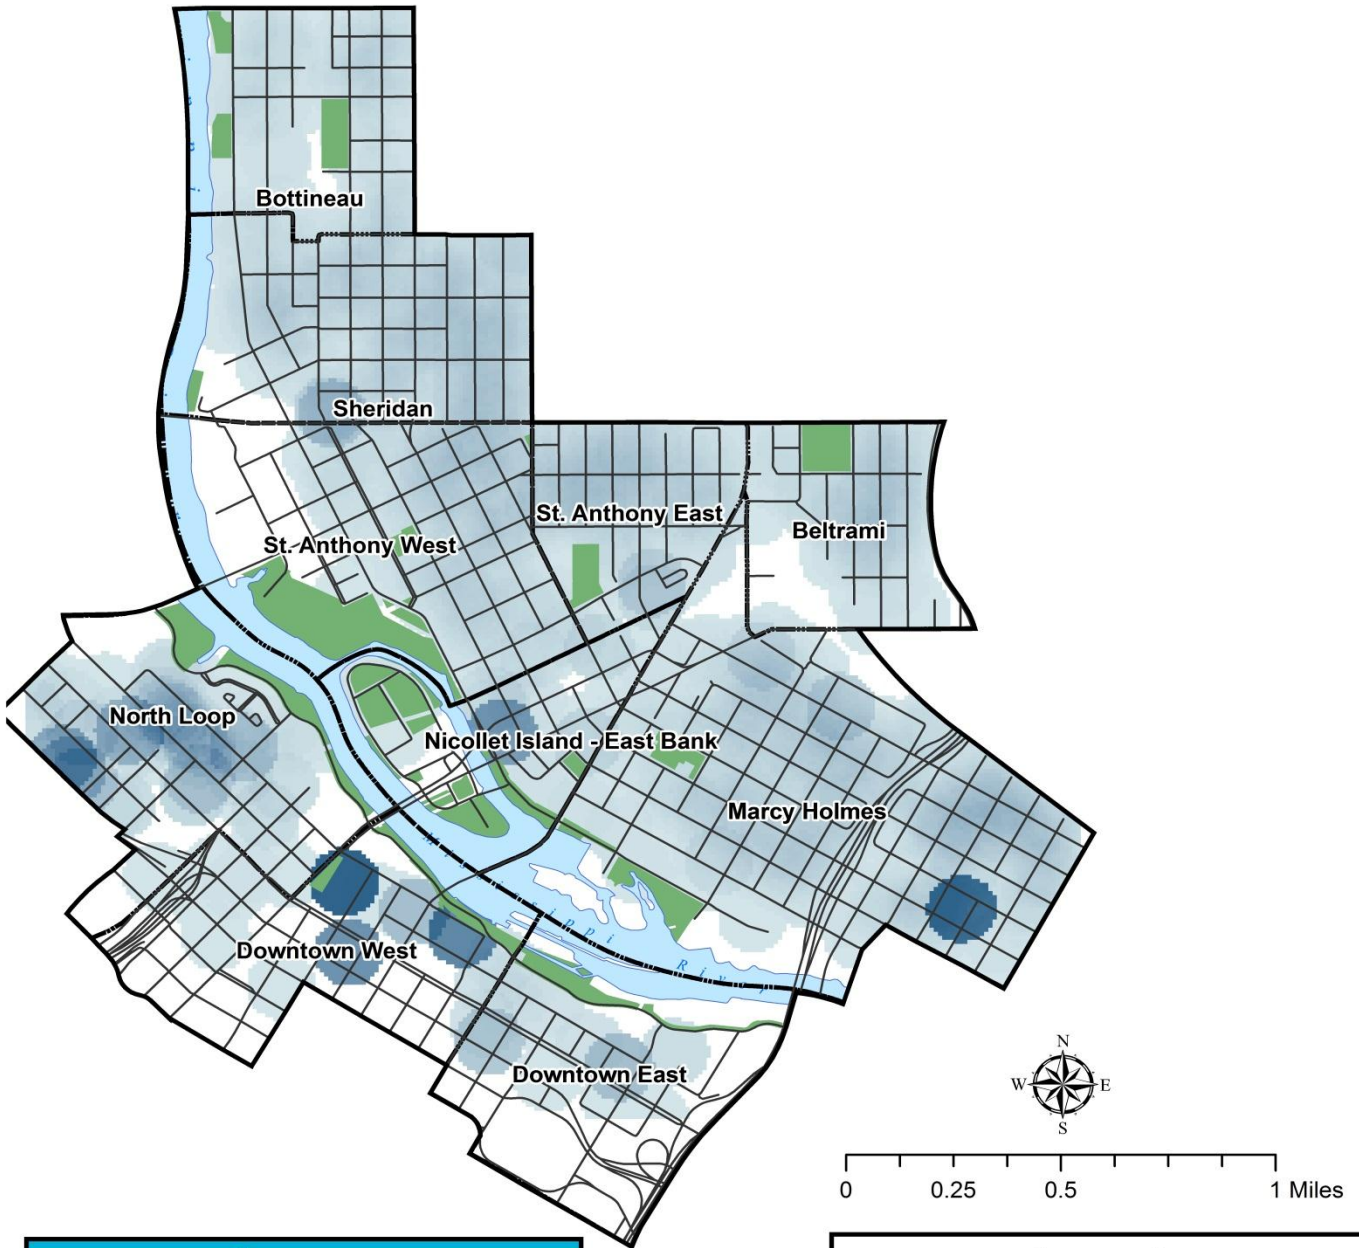 Bottineau
Sheridan
St. Anthony East
Beltrami
St. Anthony West
North Loop
Nicollet Island - East Bank
Marcy Holmes
River
Downtown West
Downtown East
N
W E
S
0 0.25 0.5 1 Miles